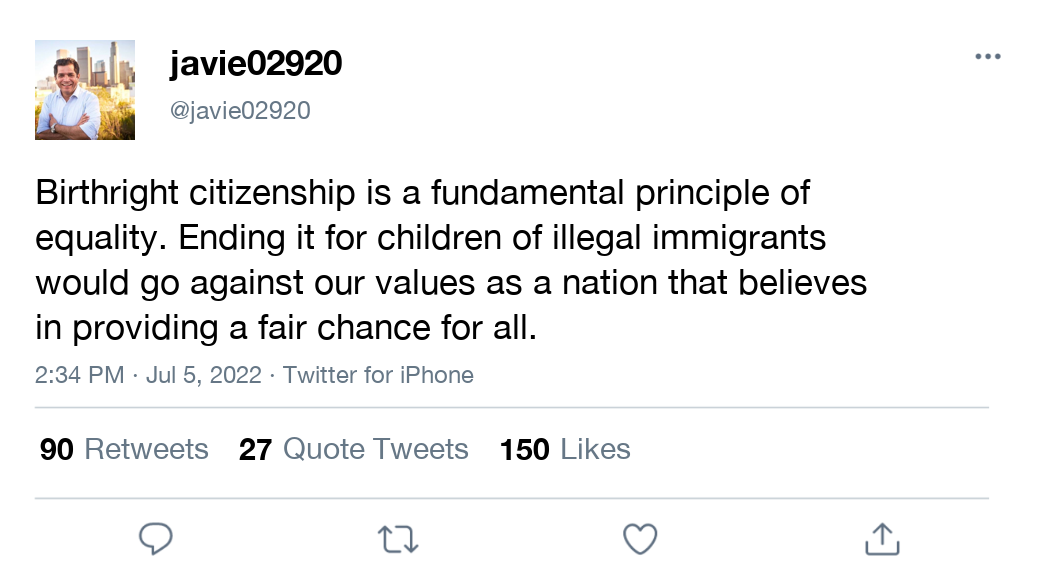 javie02920
@javie02920
Birthright citizenship is a fundamental principle of
equality. Ending it for children of illegal immigrants
would go against our values as a nation that believes
in providing a fair chance for all.
2:34 PM · Jul 5, 2022 · Twitter for iPhone
90 Retweets 27 Quote Tweets 150 Likes